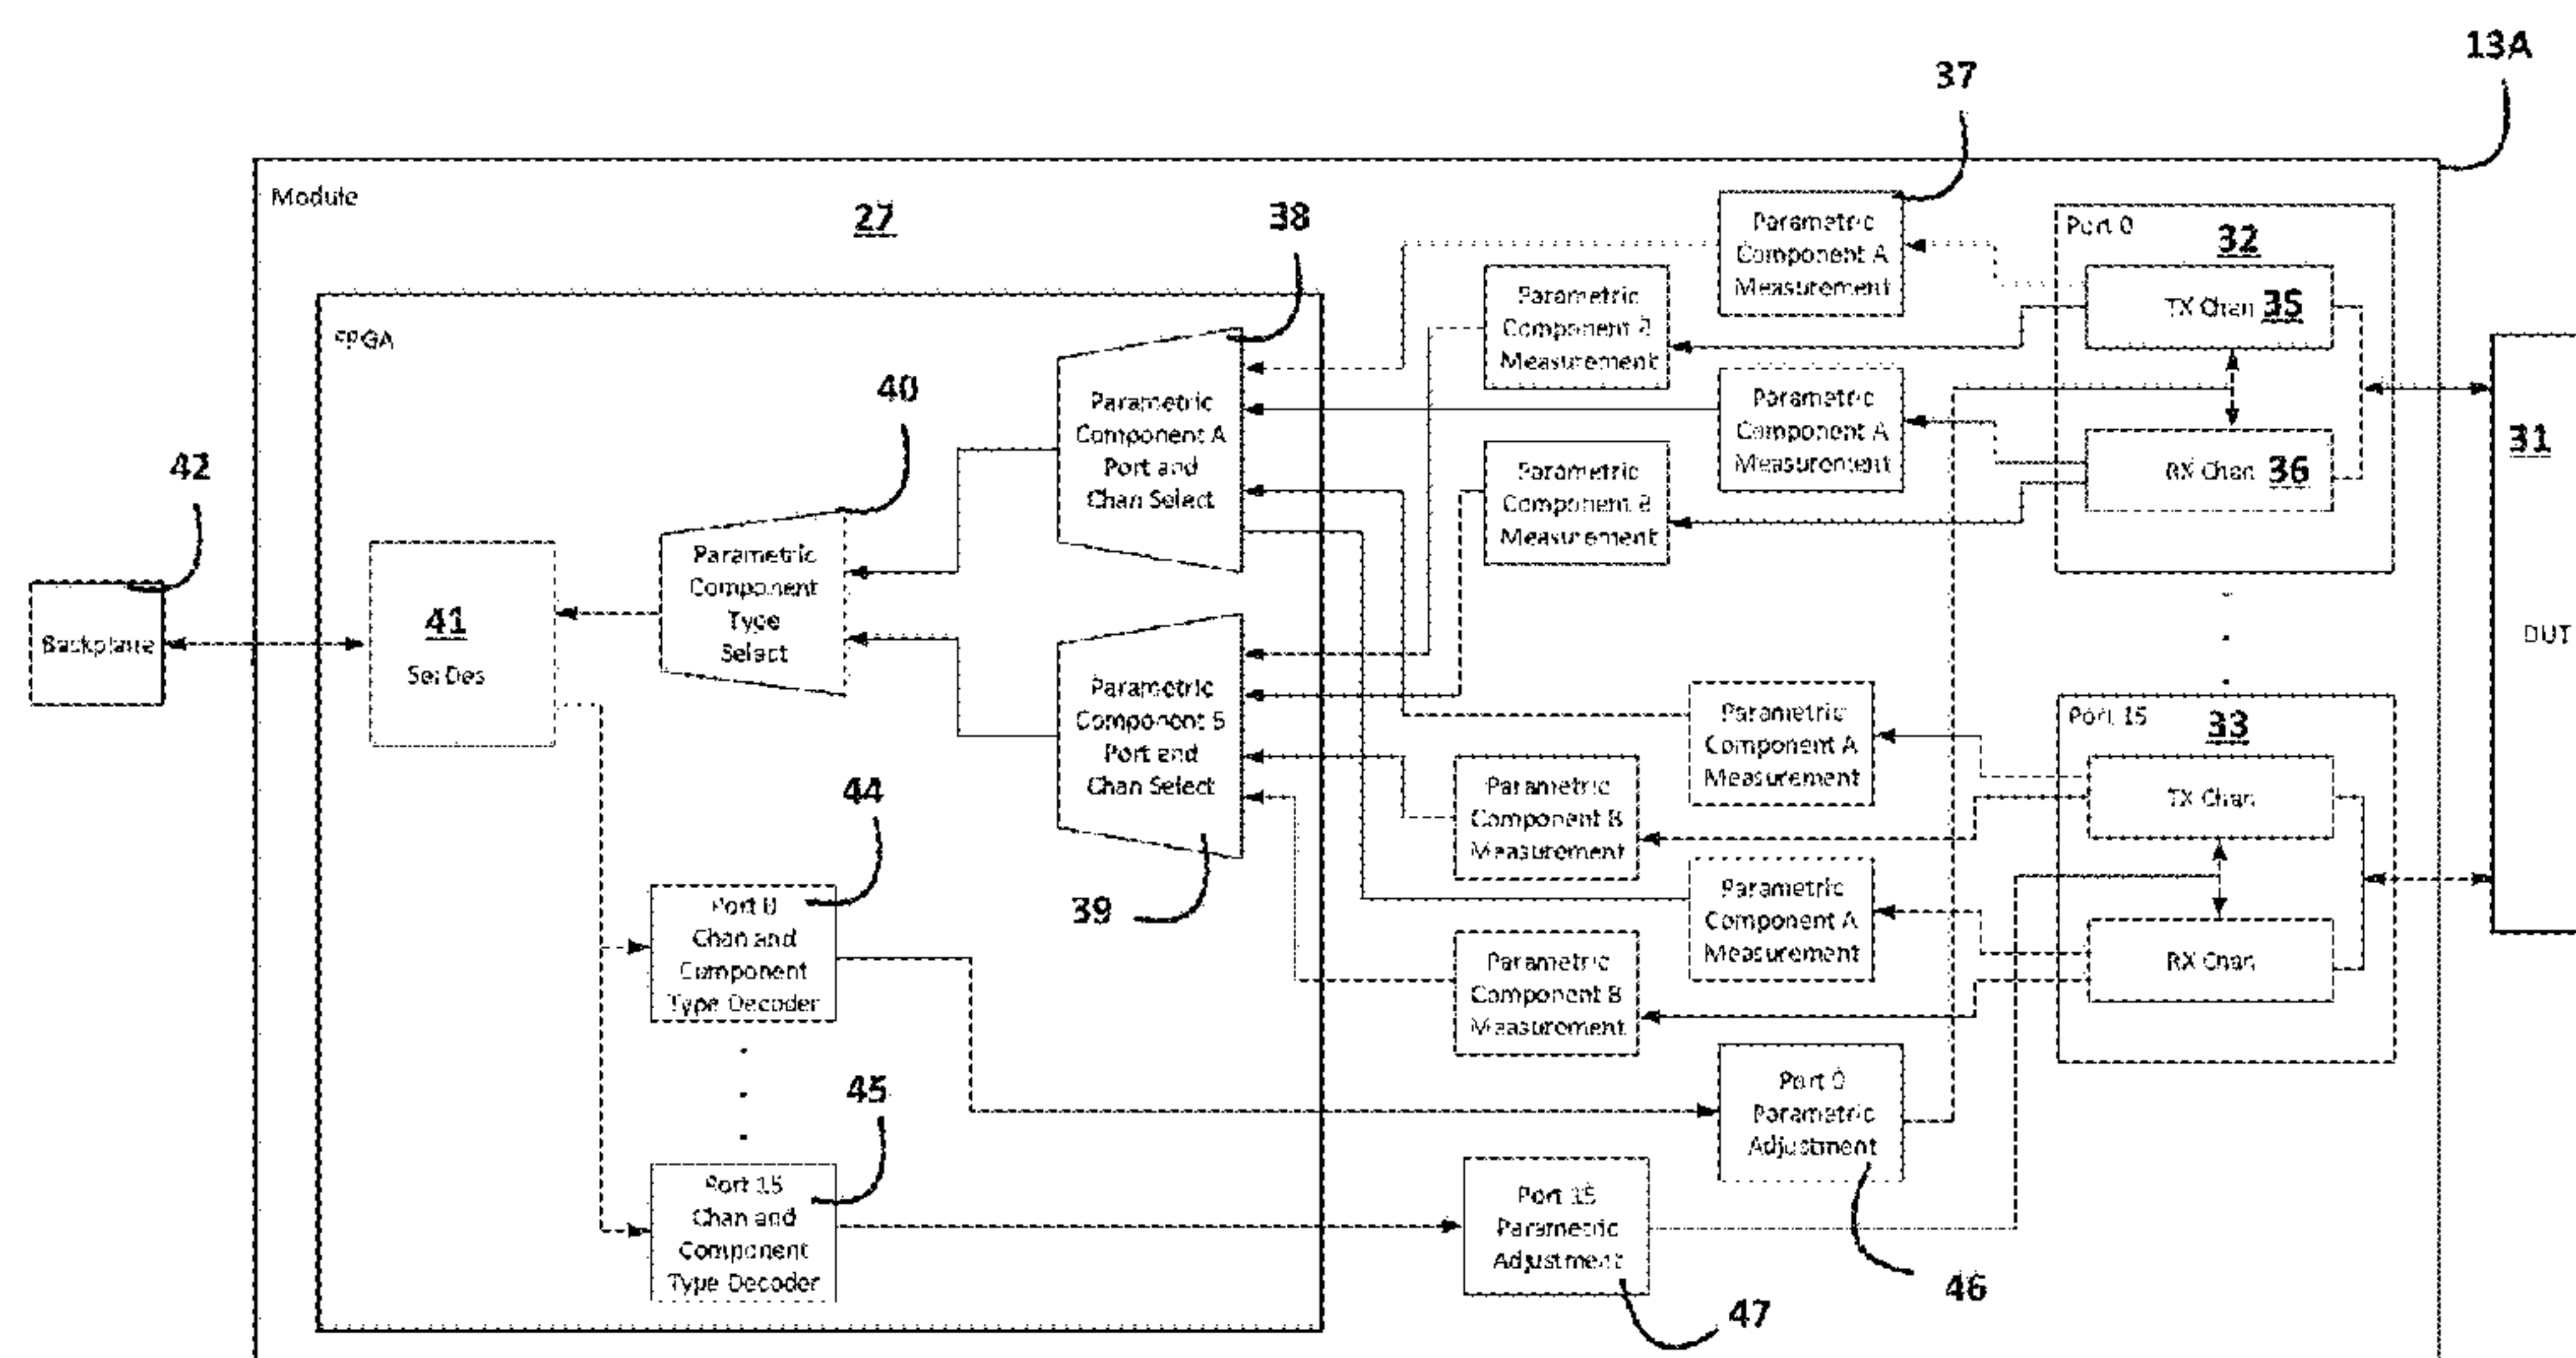 13A
37
Module
27
38
Parametric
Component A
Measurement
Port 0
32
TX Chan 35
Parametric
Component B
Measurement
FPGA
40
Parametric
Component A
Port and
Chan Select
Parametric
Component A
Measurement
31
DUT
RX Chan 36
Parametric
Component B
Measurement
42
Backplane
41
SerDes
Parametric
Component
Type
Select
Parametric
Component B
Port and
Chan Select
39
Parametric
Component A
Measurement
Port 15
33
TX Chan
Parametric
Component B
Measurement
44
Port 0
Chan and
Component
Type Decoder
Parametric
Component A
Measurement
RX Chan
Parametric
Component B
Measurement
45
Port 15
Chan and
Component
Type Decoder
Port 0
Parametric
Adjustment
46
Port 15
Parametric
Adjustment
47